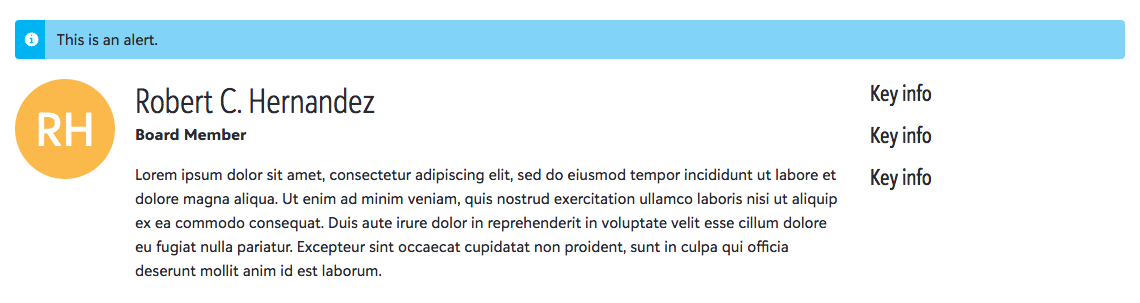 This is an alert.
RH
Robert C. Hernandez
Board Member
Lorem ipsum dolor sit amet, consectetur adipiscing elit, sed do eiusmod tempor incididunt ut labore et
dolore magna aliqua. Ut enim ad minim veniam, quis nostrud exercitation ullamco laboris nisi ut aliquip
ex ea commodo consequat. Duis aute irure dolor in reprehenderit in voluptate velit esse cillum dolore
eu fugiat nulla pariatur. Excepteur sint occaecat cupidatat non proident, sunt in culpa qui officia
deserunt mollit anim id est laborum.
Key info
Key info
Key info